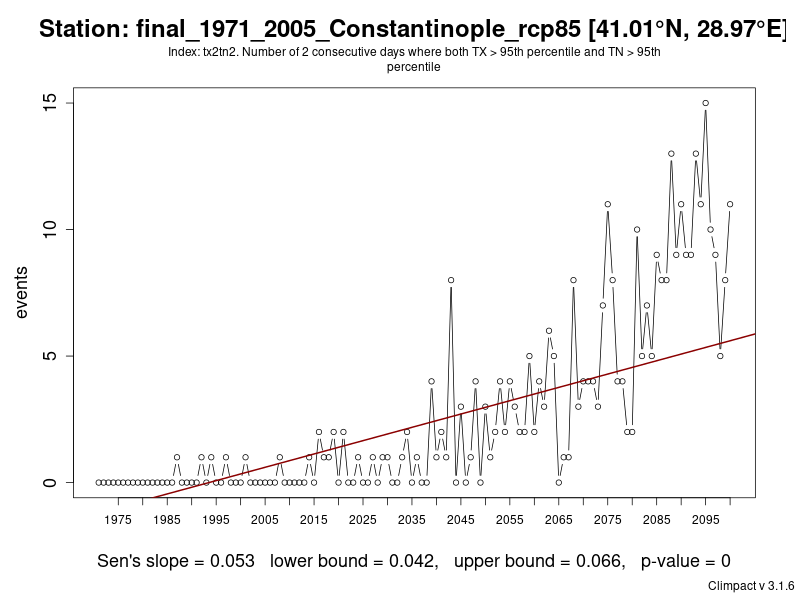 Station: final_1971_2005_Constantinople_rcp85 [41.01°N, 28.97°E]
Index: tx2tn2. Number of 2 consecutive days where both TX > 95th percentile and TN > 95th
percentile
15
10
5
0
events
1975 1985 1995 2005 2015 2025 2035 2045 2055 2065 2075 2085 2095
Sen's slope = 0.053 lower bound = 0.042, upper bound = 0.066, p-value = 0
Climpact v 3.1.6